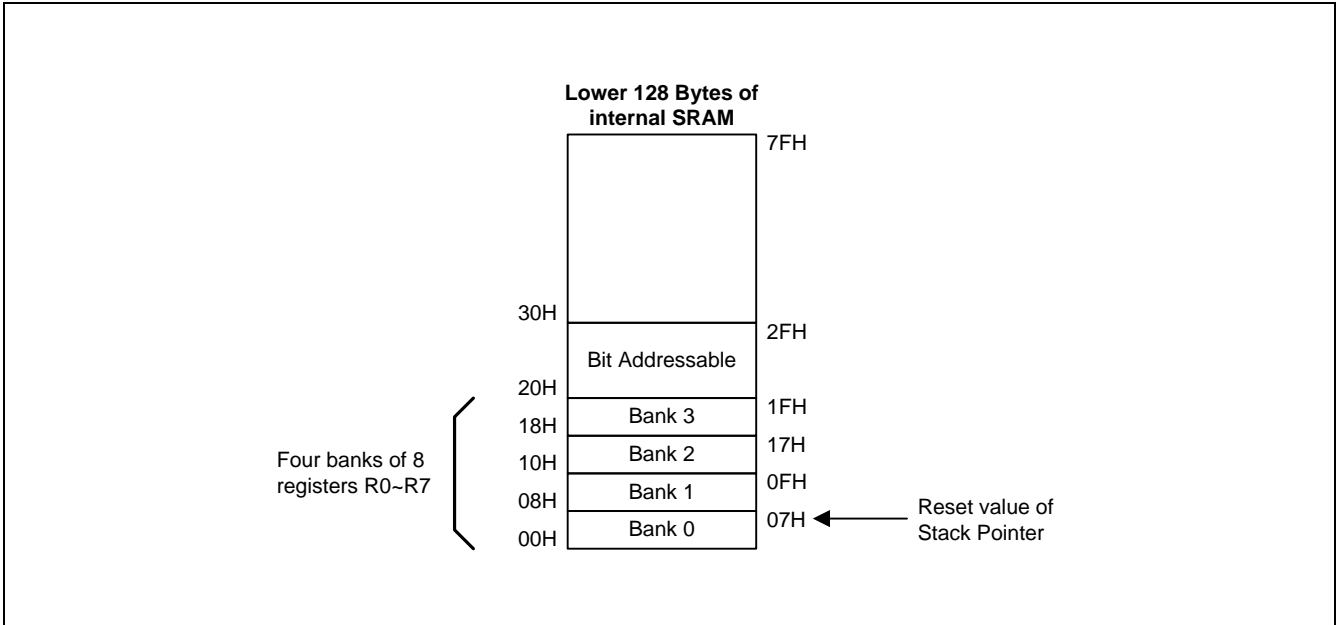 Lower 128 Bytes of
internal SRAM
7FH
30H
2FH
Bit Addressable
20H
1FH
Bank 3
18H
17H
Bank 2
10H
0FH
Bank 1
08H
07H
Bank 0
00H
Four banks of 8
registers R0~R7
Reset value of
Stack Pointer